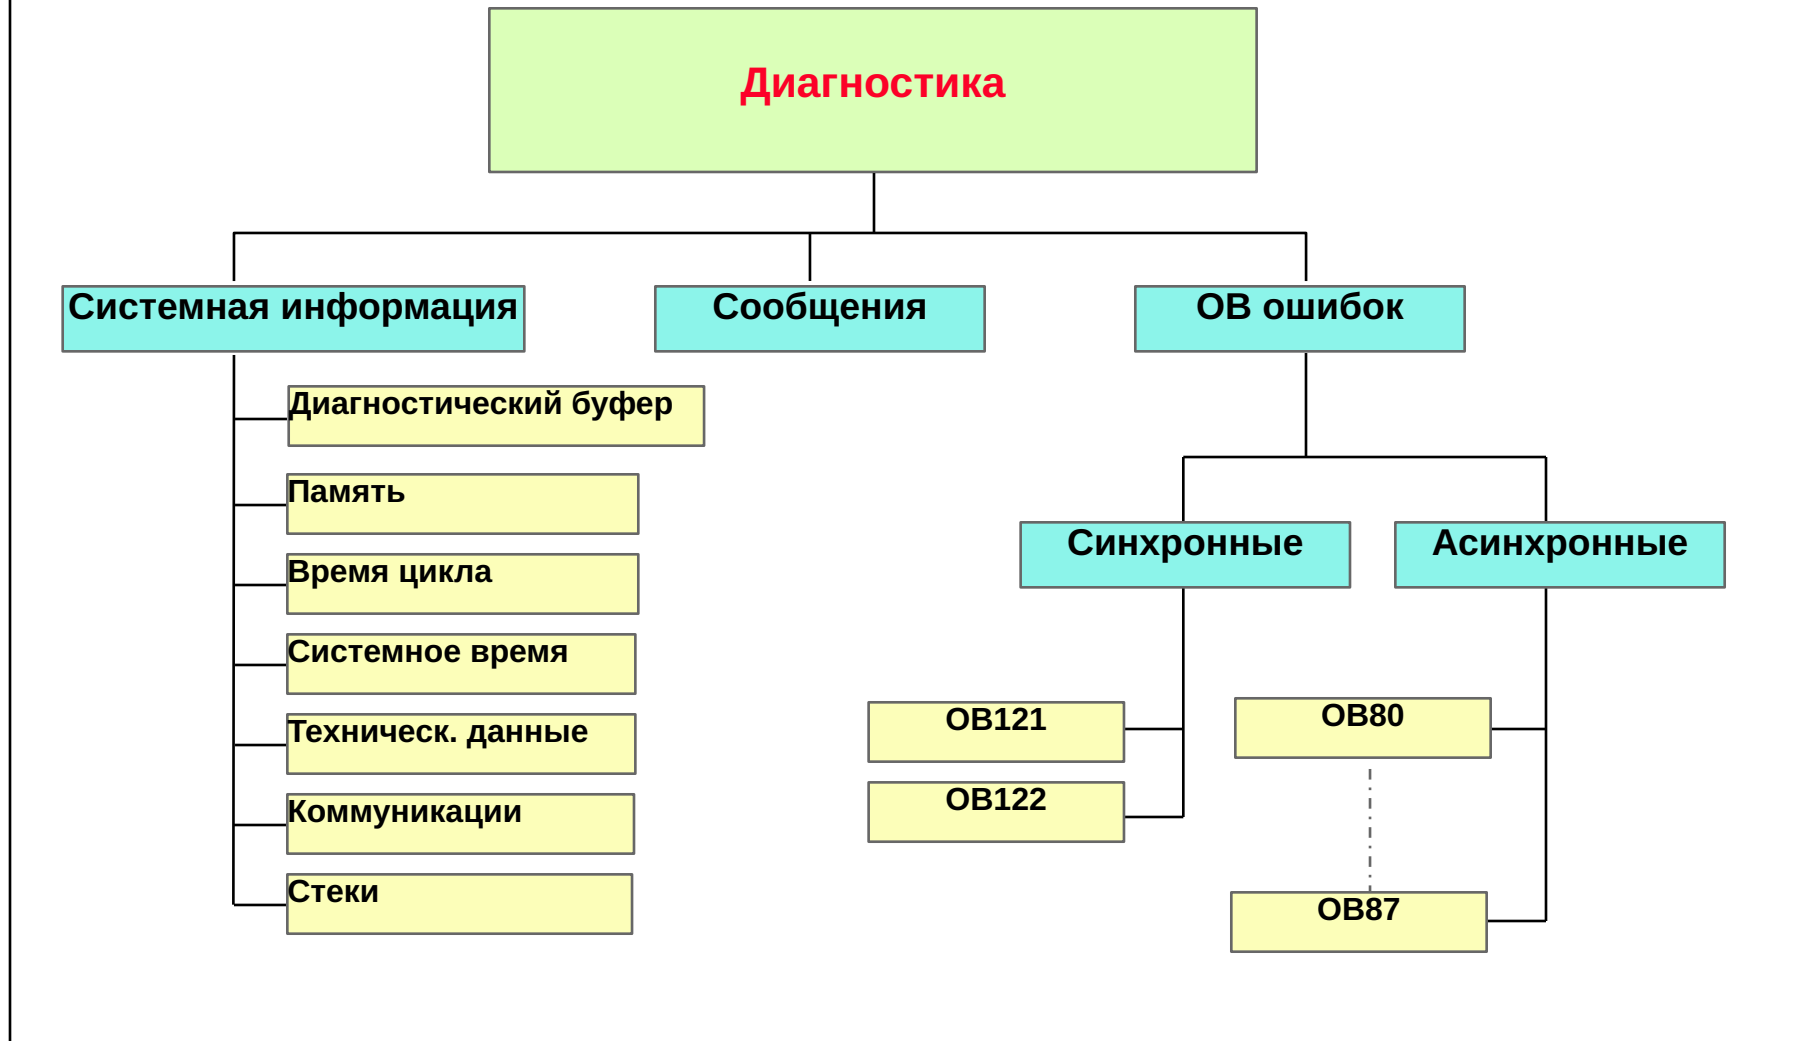 Диагностика
Системная информация
Сообщения
ОВ ошибок
Диагностический буфер
Память
Время цикла
Системное время
Техническ. данные
Коммуникации
Стеки
Синхронные
Асинхронные
OB121
OB122
OB80
OB87